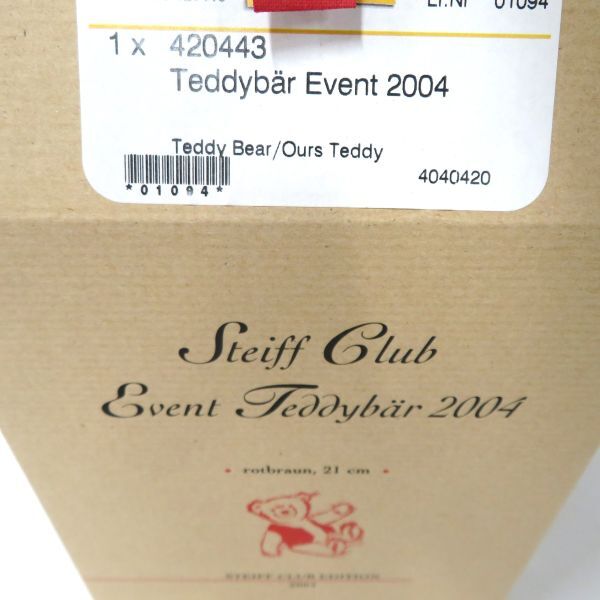 Lf.Nr 01094
1 x 420443
Teddybär Event 2004
Teddy Bear/Ours Teddy
*01094* 4040420
Steiff Club
Event Teddybär 2004
• rotbraun, 21 cm •
STEIFF CLUB EDITION
2004